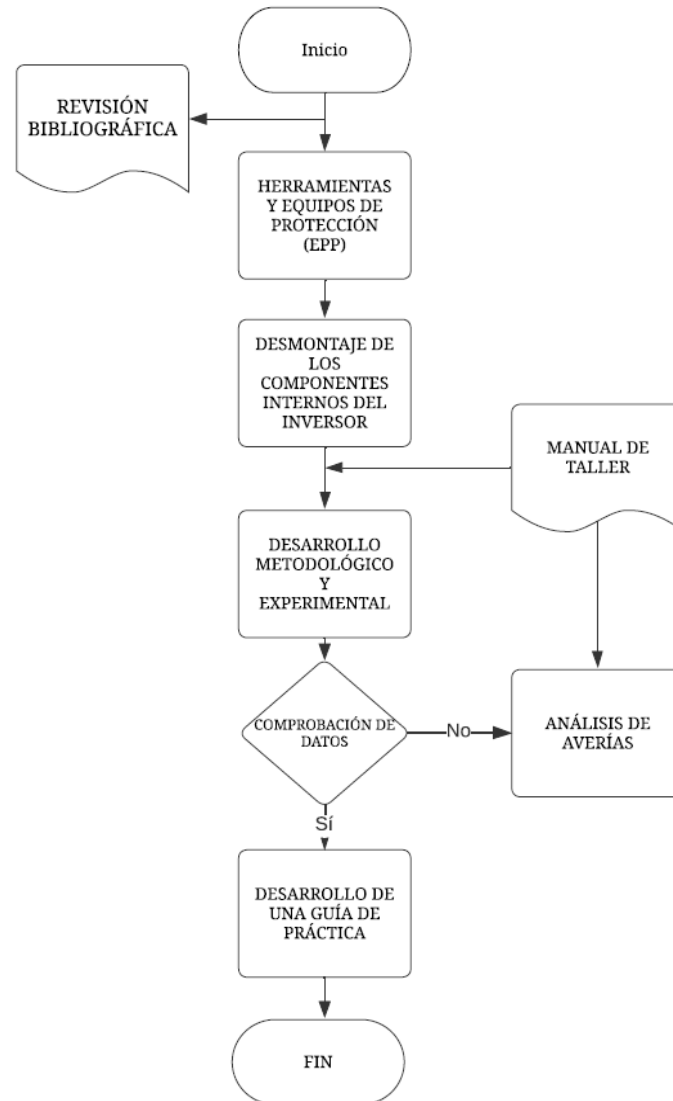 Inicio
REVISIÓN
BIBLIOGRÁFICA
HERRAMIENTAS
Y EQUIPOS DE
PROTECCIÓN
(EPP)
DESMONTAJE DE
LOS
COMPONENTES
INTERNOS DEL
INVERSOR
MANUAL DE
TALLER
DESARROLLO
METODOLÓGICO
Y
EXPERIMENTAL
COMPROBACIÓN DE
DATOS
No
ANÁLISIS DE
AVERÍAS
Sí
DESARROLLO DE
UNA GUÍA DE
PRÁCTICA
FIN